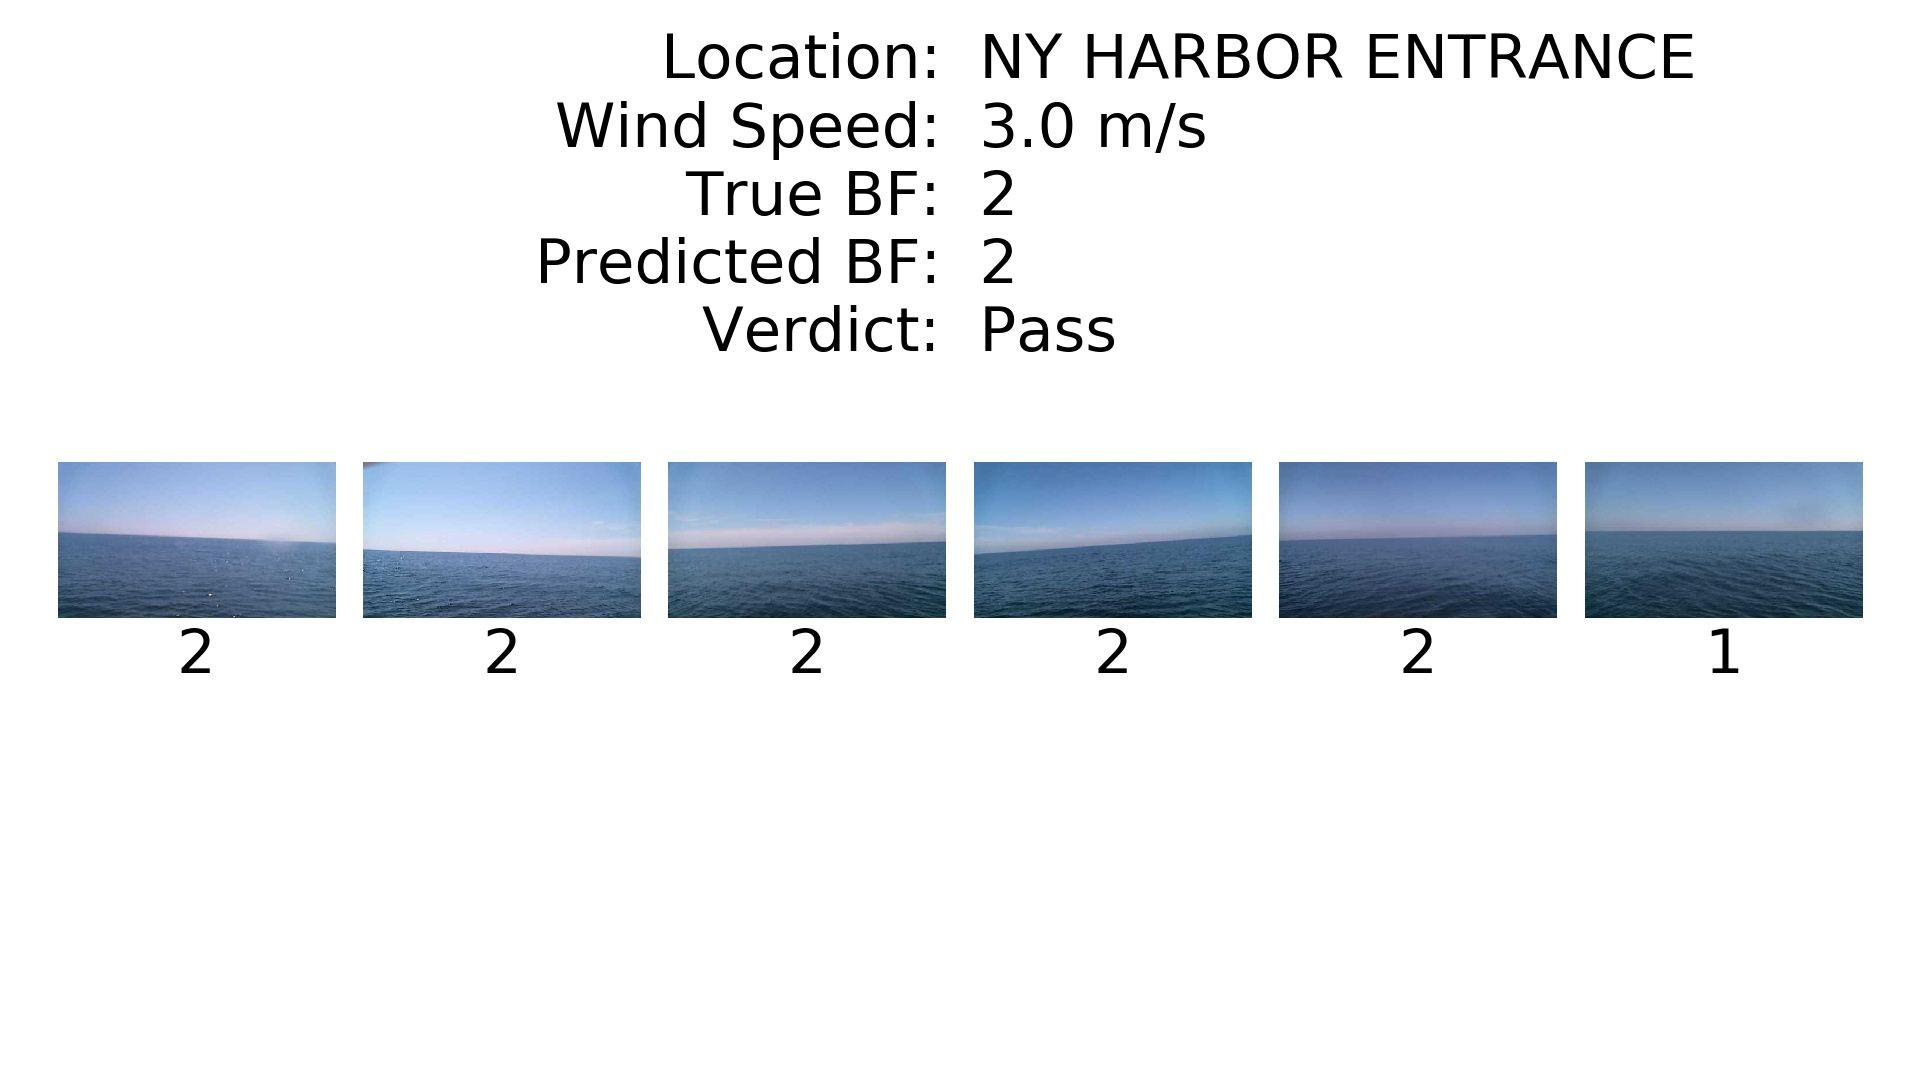 Location: NY HARBOR ENTRANCE
Wind Speed: 3.0 m/s
True BF: 2
Predicted BF: 2
Verdict: Pass
2 2 2 2 2 1